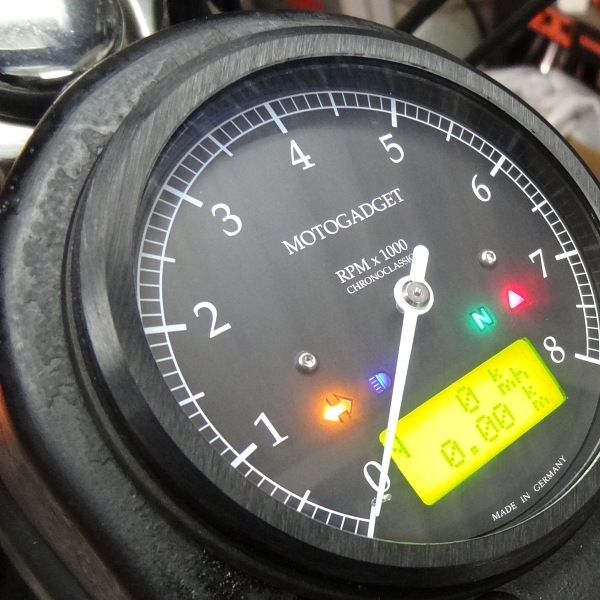 4
5
3
6
MOTOGADGET
RPM x 1000
CHRONOCLASSIC
7
2
N
8
1
0 km/h
0.00 K
0
MADE IN GERMANY